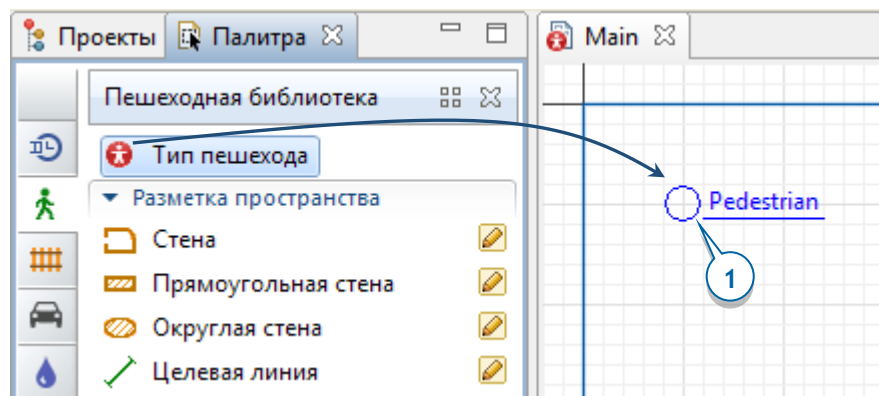 Проекты Палитра Main
Пешеходная библиотека
Тип пешехода
Разметка пространства
Pedestrian
Стена
1
Прямоугольная стена
Округлая стена
Целевая линия